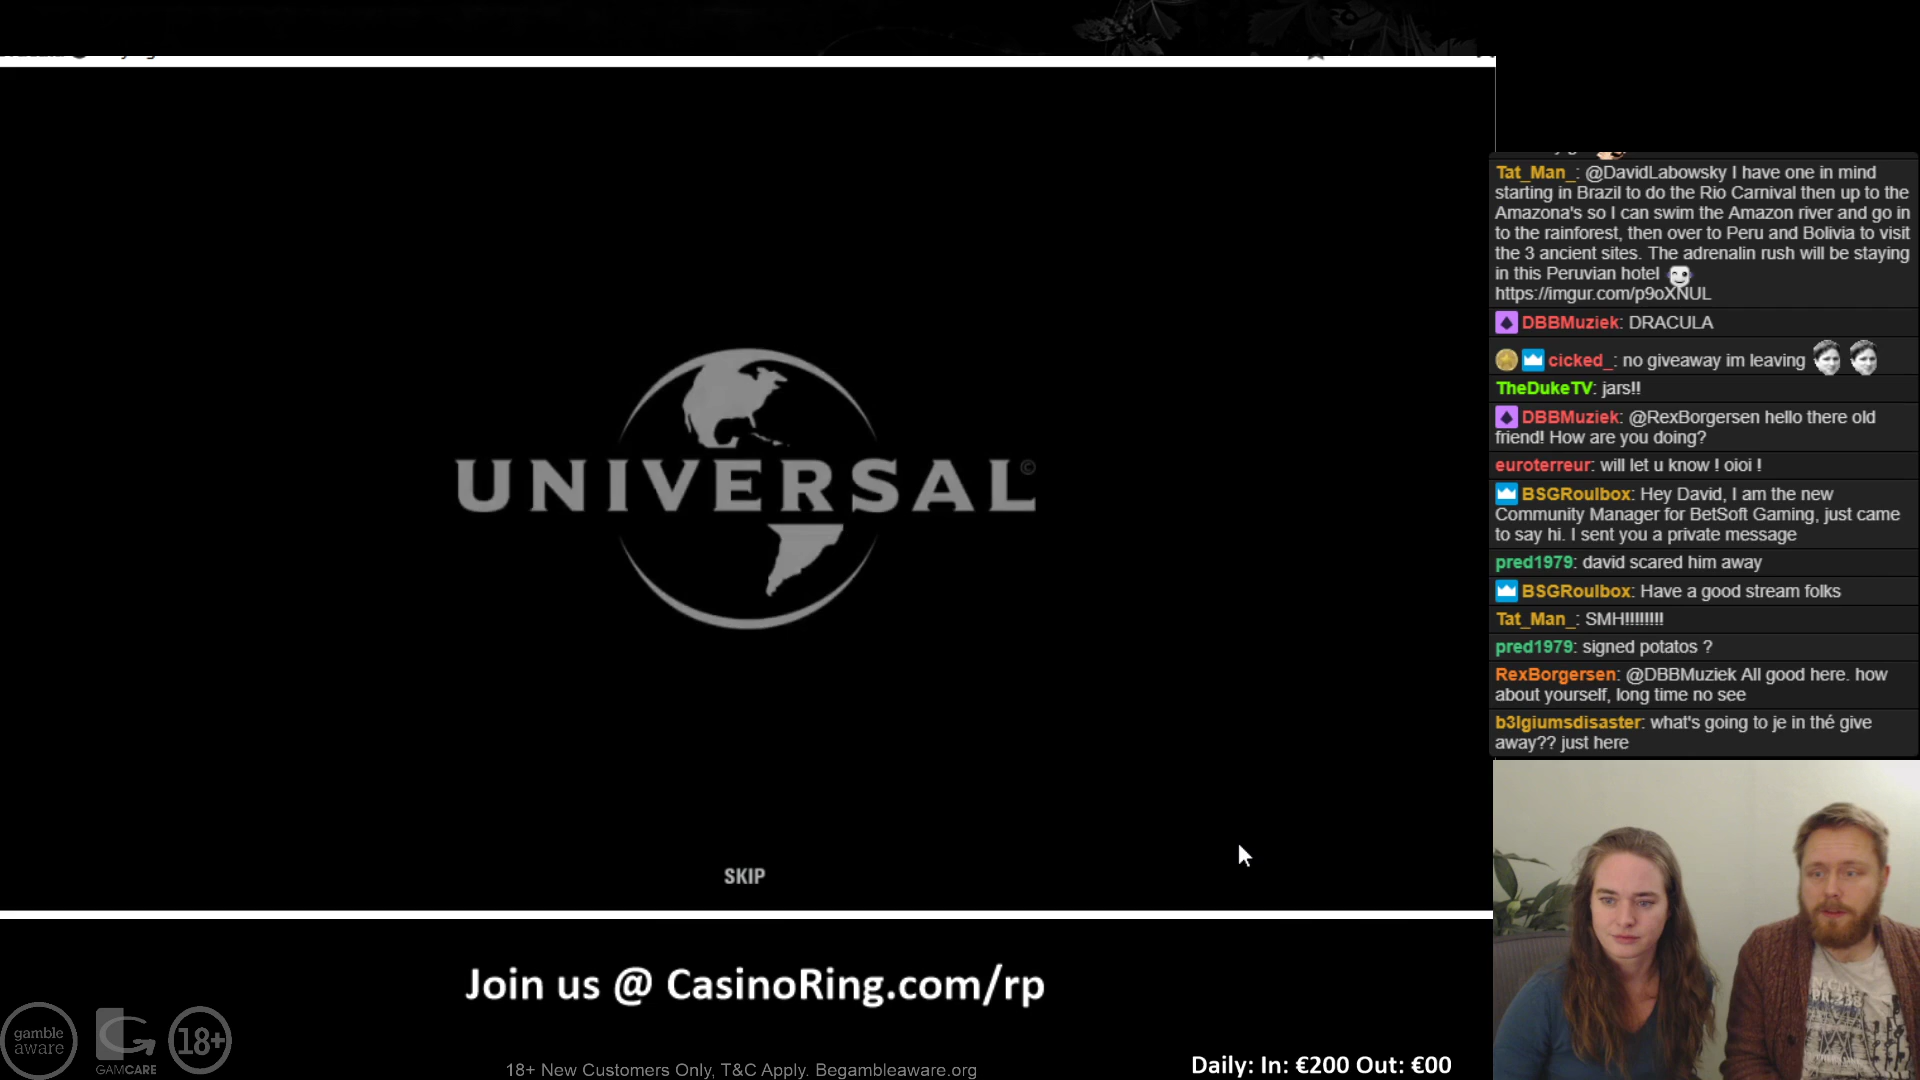 UNIVERSAL©
SKIP
Join us @ CasinoRing.com/rp
gamble
aware
GAMCARE
18+
18+ New Customers Only, T&C Apply. Begambleaware.org
Daily: In: €200 Out: €00
Tat_Man_: @DavidLabowsky I have one in mind
starting in Brazil to do the Rio Carnival then up to the
Amazona's so I can swim the Amazon river and go in
to the rainforest, then over to Peru and Bolivia to visit
the 3 ancient sites. The adrenalin rush will be staying
in this Peruvian hotel
https://imgur.com/p9oXNUL
DBBMuziek: DRACULA
cicked_: no giveaway im leaving
TheDukeTV: jars!!
DBBMuziek: @RexBorgersen hello there old
friend! How are you doing?
euroterreur: will let u know ! oioi !
BSGRoulbox: Hey David, I am the new
Community Manager for BetSoft Gaming, just came
to say hi. I sent you a private message
pred1979: david scared him away
BSGRoulbox: Have a good stream folks
Tat_Man_: SMH!!!!!!!!
pred1979: signed potatos ?
RexBorgersen: @DBBMuziek All good here. how
about yourself, long time no see
b3lgiumsdisaster: what's going to je in thé give
away?? just here